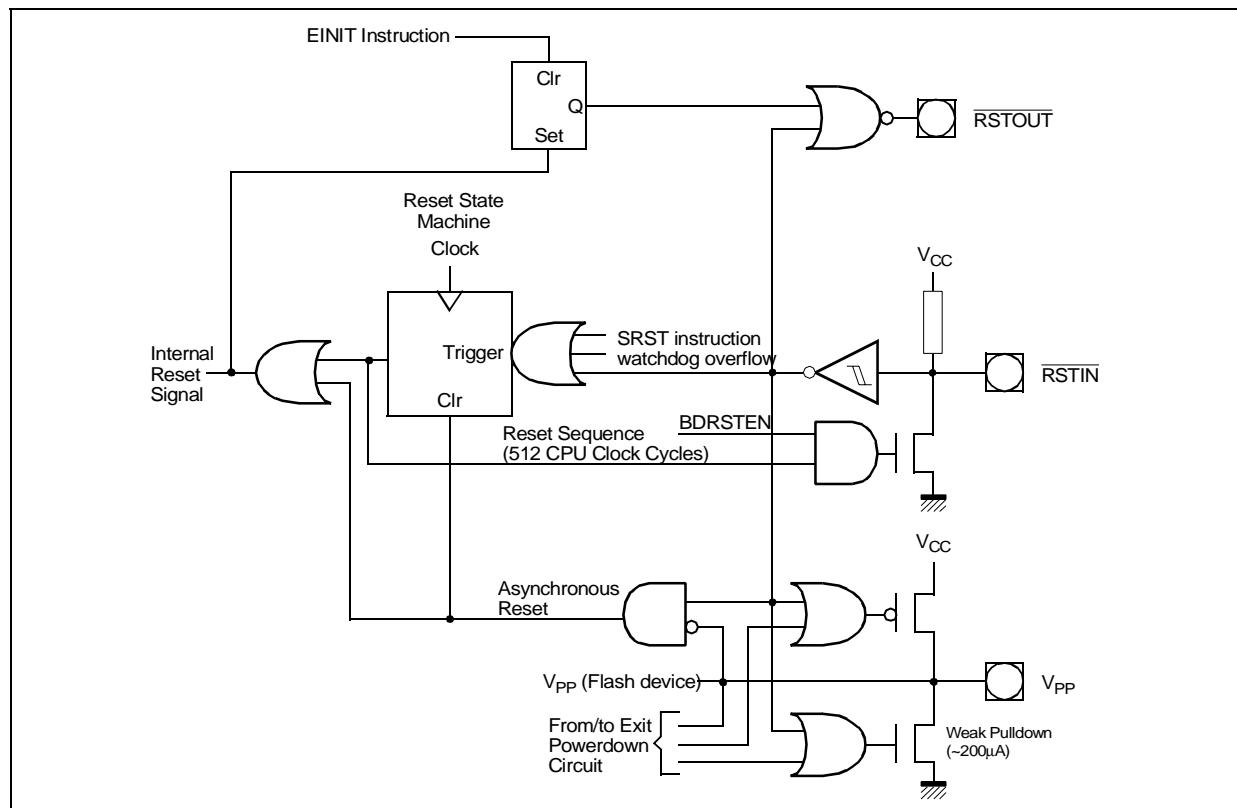 EINIT Instruction
Clr
Q
Set
RSTOUT
Reset State
Machine
Clock
VCC
Internal
Reset
Signal
Trigger
SRST instruction
watchdog overflow
RSTIN
Clr
BDRSTEN
Reset Sequence
(512 CPU Clock Cycles)
VCC
Asynchronous
Reset
VPP (Flash device)
VPP
From/to Exit
Powerdown
Circuit
Weak Pulldown
(~200µA)